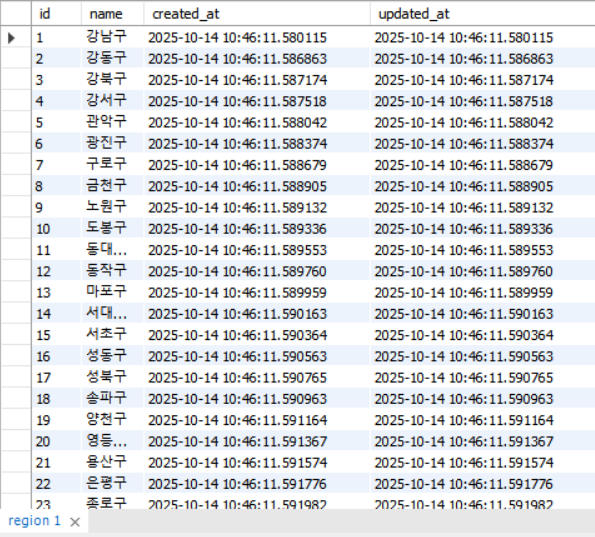 id name created_at updated_at
1 강남구 2025-10-14 10:46:11.580115 2025-10-14 10:46:11.580115
2 강동구 2025-10-14 10:46:11.586863 2025-10-14 10:46:11.586863
3 강북구 2025-10-14 10:46:11.587174 2025-10-14 10:46:11.587174
4 강서구 2025-10-14 10:46:11.587518 2025-10-14 10:46:11.587518
5 관악구 2025-10-14 10:46:11.588042 2025-10-14 10:46:11.588042
6 광진구 2025-10-14 10:46:11.588374 2025-10-14 10:46:11.588374
7 구로구 2025-10-14 10:46:11.588679 2025-10-14 10:46:11.588679
8 금천구 2025-10-14 10:46:11.588905 2025-10-14 10:46:11.588905
9 노원구 2025-10-14 10:46:11.589132 2025-10-14 10:46:11.589132
10 도봉구 2025-10-14 10:46:11.589336 2025-10-14 10:46:11.589336
11 동대... 2025-10-14 10:46:11.589553 2025-10-14 10:46:11.589553
12 동작구 2025-10-14 10:46:11.589760 2025-10-14 10:46:11.589760
13 마포구 2025-10-14 10:46:11.589959 2025-10-14 10:46:11.589959
14 서대... 2025-10-14 10:46:11.590163 2025-10-14 10:46:11.590163
15 서초구 2025-10-14 10:46:11.590364 2025-10-14 10:46:11.590364
16 성동구 2025-10-14 10:46:11.590563 2025-10-14 10:46:11.590563
17 성북구 2025-10-14 10:46:11.590765 2025-10-14 10:46:11.590765
18 송파구 2025-10-14 10:46:11.590963 2025-10-14 10:46:11.590963
19 양천구 2025-10-14 10:46:11.591164 2025-10-14 10:46:11.591164
20 영등... 2025-10-14 10:46:11.591367 2025-10-14 10:46:11.591367
21 용산구 2025-10-14 10:46:11.591574 2025-10-14 10:46:11.591574
22 은평구 2025-10-14 10:46:11.591776 2025-10-14 10:46:11.591776
23 종로구 2025-10-14 10:46:11.591982 2025-10-14 10:46:11.591982
region 1